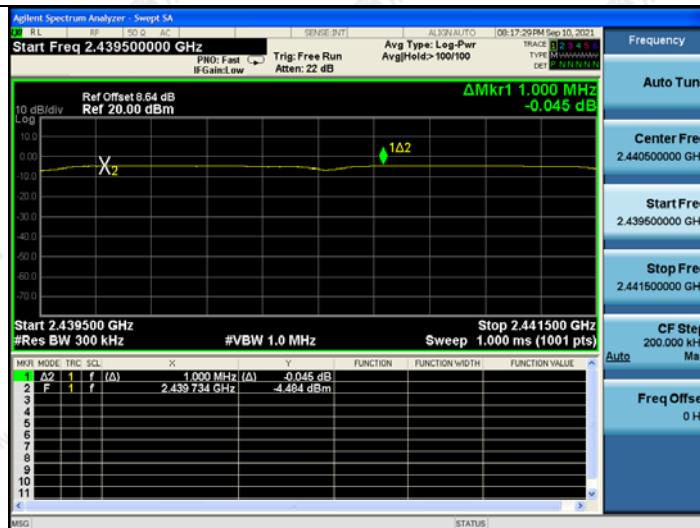 Agilent Spectrum Analyzer - Swept SA
RL RF 50 Ω AC SENSE:INT ALIGN AUTO 08:17:29 PM Sep 10, 2021
Start Freq 2.439500000 GHz
PNO: Fast
IFGain:Low
Trig: Free Run
Atten: 22 dB
Avg Type: Log-Pwr
Avg|Hold:> 100/100
TRACE 1 2 3 4 5 6
TYPE MWWWWW
DET P N N N N N
ΔMkr1 1.000 MHz
-0.045 dB
Ref Offset 8.64 dB
Ref 20.00 dBm
10 dB/div
Log
10.0
0.00
-10.0
-20.0
-30.0
-40.0
-50.0
-60.0
-70.0
X2
1Δ2
Start 2.439500 GHz Stop 2.441500 GHz
#Res BW 300 kHz #VBW 1.0 MHz Sweep 1.000 ms (1001 pts)
MKR MODE TRC SCL X Y FUNCTION FUNCTION WIDTH FUNCTION VALUE
1 Δ2 1 f (Δ) 1.000 MHz (Δ) -0.045 dB
2 F 1 f 2.439 734 GHz -4.484 dBm
3
4
5
6
7
8
9
10
11
MSG STATUS
Frequency
Auto Tun
Center Fre
2.440500000 GH
Start Fre
2.439500000 GH
Stop Fre
2.441500000 GH
CF Ste
200.000 kH
Auto Ma
Freq Offse
0 H